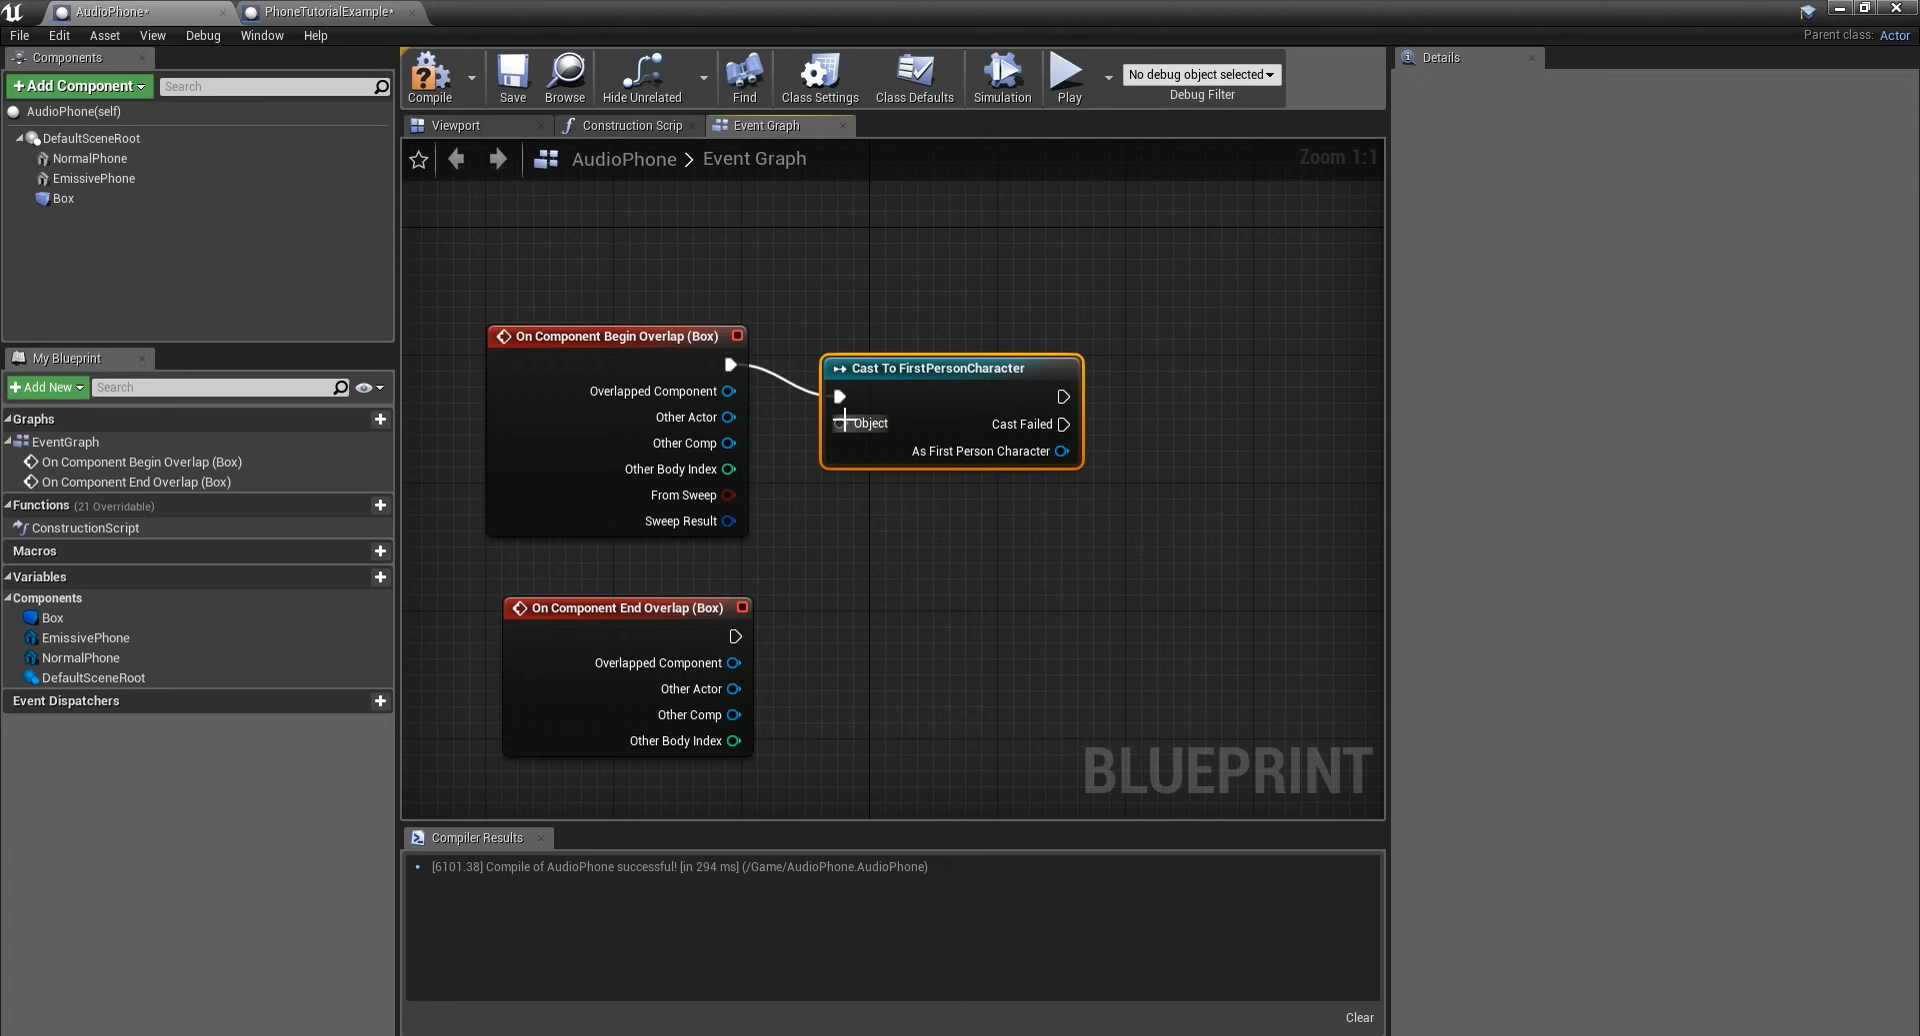 AudioPhone*
PhoneTutorialExample*
File Edit Asset View Debug Window Help
Parent class: Actor
Components
+Add Component
Search
AudioPhone(self)
DefaultSceneRoot
NormalPhone
EmissivePhone
Box
Compile
Save
Browse
Hide Unrelated
Find
Class Settings
Class Defaults
Simulation
Play
No debug object selected
Debug Filter
Details
Viewport
Construction Scrip
Event Graph
AudioPhone > Event Graph
Zoom 1:1
My Blueprint
+Add New
Search
Graphs
EventGraph
On Component Begin Overlap (Box)
On Component End Overlap (Box)
Functions (21 Overridable)
ConstructionScript
Macros
Variables
Components
Box
EmissivePhone
NormalPhone
DefaultSceneRoot
Event Dispatchers
On Component Begin Overlap (Box)
Overlapped Component
Other Actor
Other Comp
Other Body Index
From Sweep
Sweep Result
Cast To FirstPersonCharacter
Object
Cast Failed
As First Person Character
On Component End Overlap (Box)
Overlapped Component
Other Actor
Other Comp
Other Body Index
BLUEPRINT
Compiler Results
[6101.38] Compile of AudioPhone successful! [in 294 ms] (/Game/AudioPhone.AudioPhone)
Clear